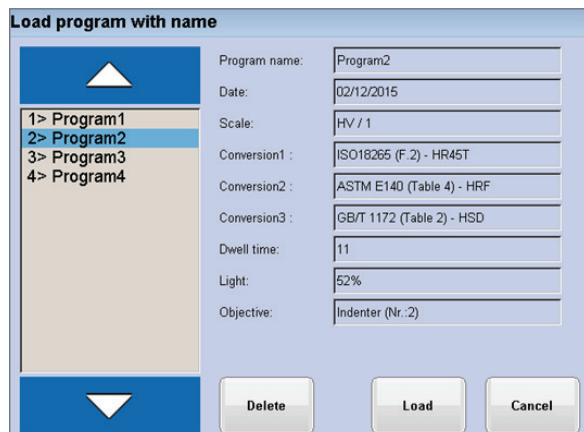 Load program with name
1> Program1
2> Program2
3> Program3
4> Program4
Program name: Program2
Date: 02/12/2015
Scale: HV / 1
Conversion1 : ISO18265 (F.2) - HR45T
Conversion2 : ASTM E140 (Table 4) - HRF
Conversion3 : GB/T 1172 (Table 2) - HSD
Dwell time: 11
Light: 52%
Objective: Indenter (Nr.:2)
Delete Load Cancel